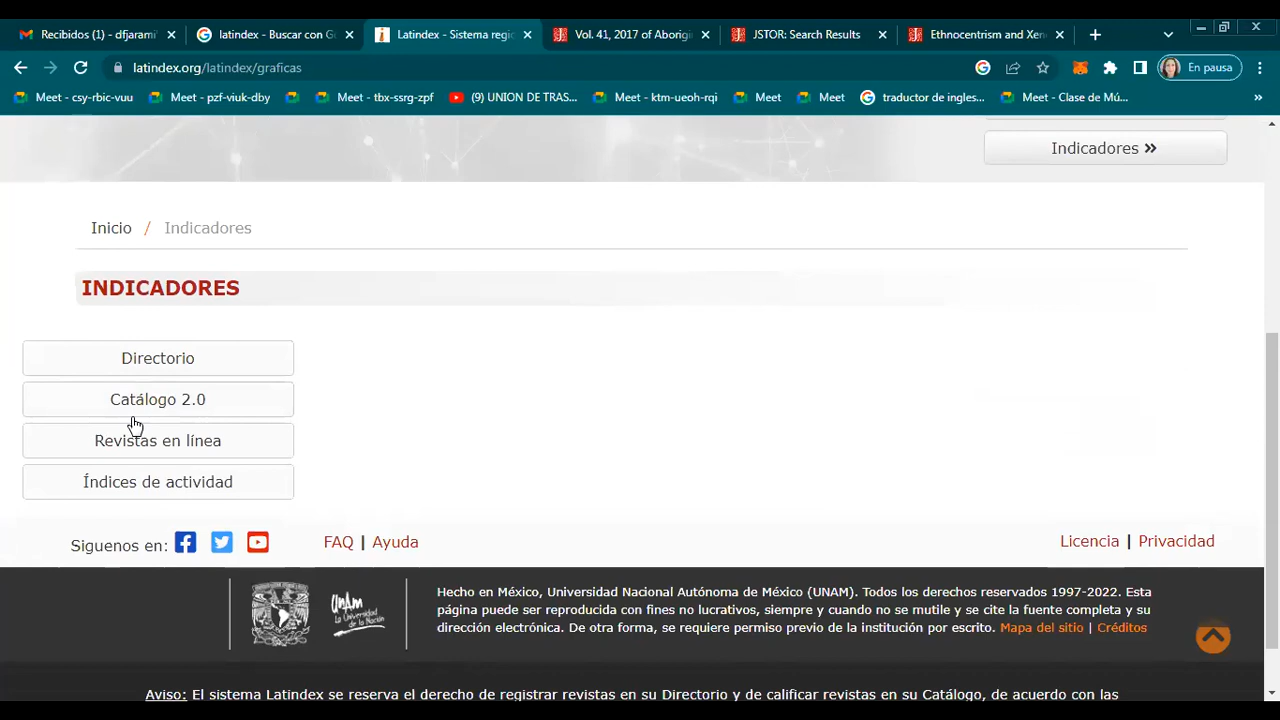 Recibidos (1) - dfjarami
latindex - Buscar con G
Latindex - Sistema regi
Vol. 41, 2017 of Aborigi
JSTOR: Search Results
Ethnocentrism and Xen
latindex.org/latindex/graficas
En pausa
Meet - csy-rbic-vuu
Meet - pzf-viuk-dby
Meet - tbx-ssrg-zpf
(9) UNION DE TRAS...
Meet - ktm-ueoh-rqi
Meet
Meet
traductor de ingles...
Meet - Clase de Mú...
Indicadores
Inicio / Indicadores
INDICADORES
Directorio
Catálogo 2.0
Revistas en línea
Índices de actividad
Siguenos en:
FAQ | Ayuda
Licencia | Privacidad
UNAM
La Universidad
de la Nación
Hecho en México, Universidad Nacional Autónoma de México (UNAM). Todos los derechos reservados 1997-2022. Esta
página puede ser reproducida con fines no lucrativos, siempre y cuando no se mutile y se cite la fuente completa y su
dirección electrónica. De otra forma, se requiere permiso previo de la institución por escrito. Mapa del sitio | Créditos
Aviso: El sistema Latindex se reserva el derecho de registrar revistas en su Directorio y de calificar revistas en su Catálogo, de acuerdo con las